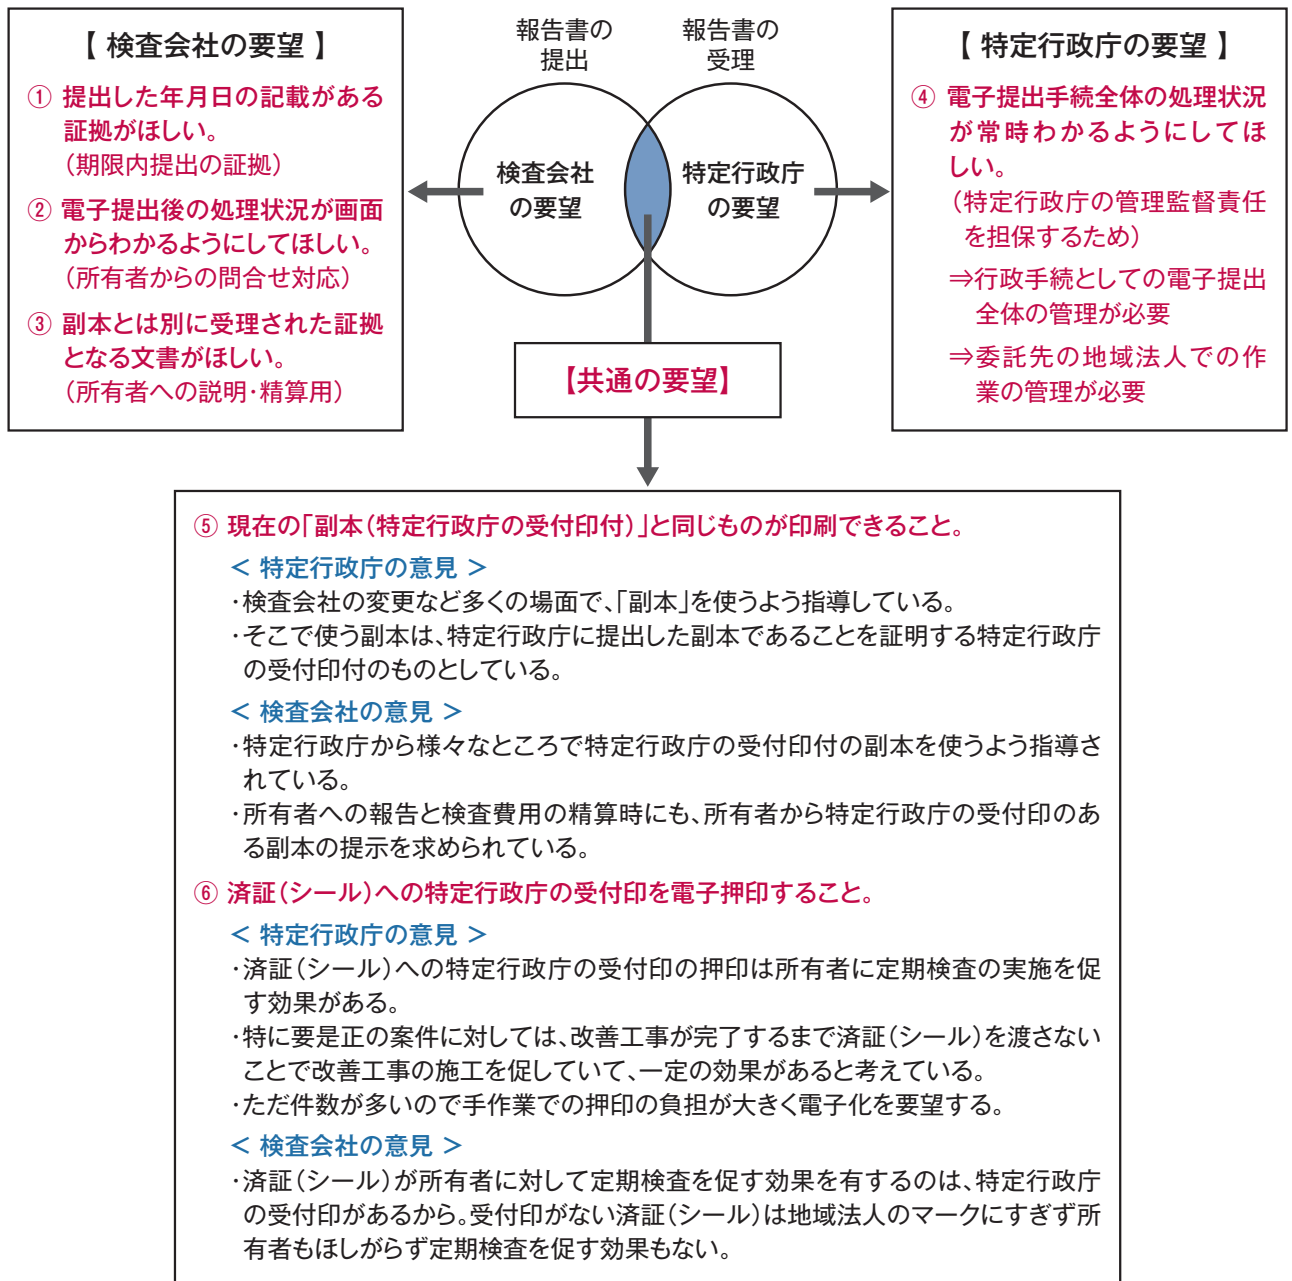 【 検査会社の要望 】
① 提出した年月日の記載がある
証拠がほしい。
（期限内提出の証拠）
② 電子提出後の処理状況が画面
からわかるようにしてほしい。
（所有者からの問合せ対応）
③ 副本とは別に受理された証拠
となる文書がほしい。
（所有者への説明・精算用）
報告書の
提出
報告書の
受理
検査会社
の要望
特定行政庁
の要望
【共通の要望】
【 特定行政庁の要望 】
④ 電子提出手続全体の処理状況
が常時わかるようにしてほ
しい。
（特定行政庁の管理監督責任
を担保するため）
⇒行政手続としての電子提出
全体の管理が必要
⇒委託先の地域法人での作
業の管理が必要
⑤ 現在の「副本（特定行政庁の受付印付）」と同じものが印刷できること。
＜ 特定行政庁の意見 ＞
・検査会社の変更など多くの場面で、「副本」を使うよう指導している。
・そこで使う副本は、特定行政庁に提出した副本であることを証明する特定行政庁
の受付印付のものとしている。
＜ 検査会社の意見 ＞
・特定行政庁から様々なところで特定行政庁の受付印付の副本を使うよう指導さ
れている。
・所有者への報告と検査費用の精算時にも、所有者から特定行政庁の受付印のあ
る副本の提示を求められている。
⑥ 済証（シール）への特定行政庁の受付印を電子押印すること。
＜ 特定行政庁の意見 ＞
・済証（シール）への特定行政庁の受付印の押印は所有者に定期検査の実施を促
す効果がある。
・特に要是正の案件に対しては、改善工事が完了するまで済証（シール）を渡さない
ことで改善工事の施工を促していて、一定の効果があると考えている。
・ただ件数が多いので手作業での押印の負担が大きく電子化を要望する。
＜ 検査会社の意見 ＞
・済証（シール）が所有者に対して定期検査を促す効果を有するのは、特定行政庁
の受付印があるから。受付印がない済証（シール）は地域法人のマークにすぎず所
有者もほしがらず定期検査を促す効果もない。